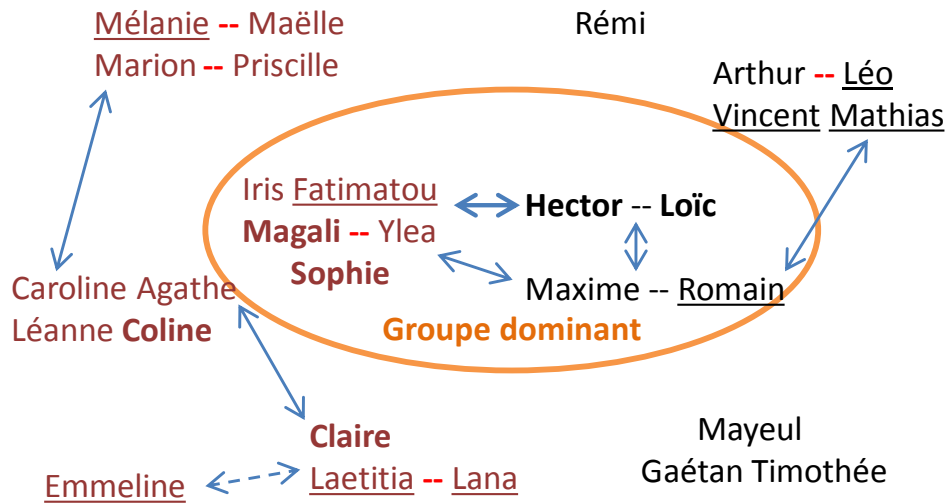 Mélanie -- Maëlle
Marion -- Priscille
Rémi
Arthur -- Léo
Vincent Mathias
Iris Fatimatou
Magali -- Ylea
Sophie
Hector -- Loïc
Maxime -- Romain
Groupe dominant
Caroline Agathe
Léanne Coline
Claire
Laetitia -- Lana
Emmeline
Mayeul
Gaétan Timothée